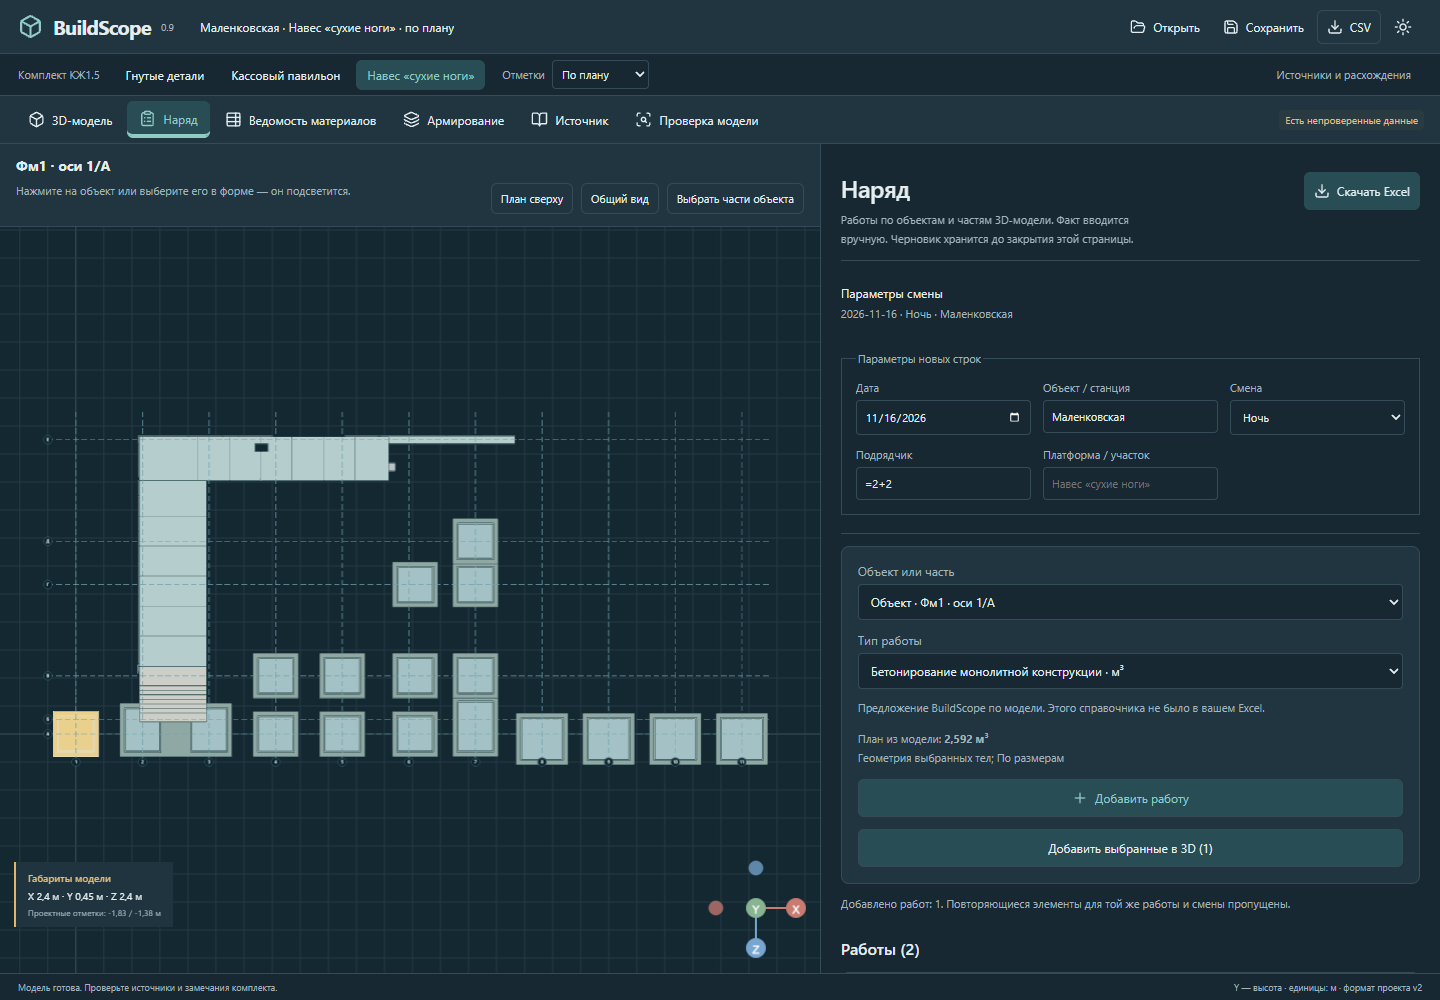 BuildScope 0.9 Маленковская · Навес «сухие ноги» · по плану Открыть Сохранить CSV
Комплект КЖ1.5 Гнутые детали Кассовый павильон Навес «сухие ноги» Отметки По плану Источники и расхождения
3D-модель Наряд Ведомость материалов Армирование Источник Проверка модели Есть непроверенные данные
Фм1 · оси 1/А
Нажмите на объект или выберите его в форме — он подсветится.
План сверху Общий вид Выбрать части объекта
Габариты модели
X 2,4 м · Y 0,45 м · Z 2,4 м
Проектные отметки: -1,83 / -1,38 м
Y X
Z
Наряд
Скачать Excel
Работы по объектам и частям 3D-модели. Факт вводится
вручную. Черновик хранится до закрытия этой страницы.
Параметры смены
2026-11-16 · Ночь · Маленковская
Параметры новых строк
Дата Объект / станция Смена
11/16/2026 Маленковская Ночь
Подрядчик Платформа / участок
=2+2 Навес «сухие ноги»
Объект или часть
Объект · Фм1 · оси 1/А
Тип работы
Бетонирование монолитной конструкции · м³
Предложение BuildScope по модели. Этого справочника не было в вашем Excel.
План из модели: 2,592 м³
Геометрия выбранных тел; По размерам
Добавить работу
Добавить выбранные в 3D (1)
Добавлено работ: 1. Повторяющиеся элементы для той же работы и смены пропущены.
Работы (2)
Модель готова. Проверьте источники и замечания комплекта. Y — высота · единицы: м · формат проекта v2